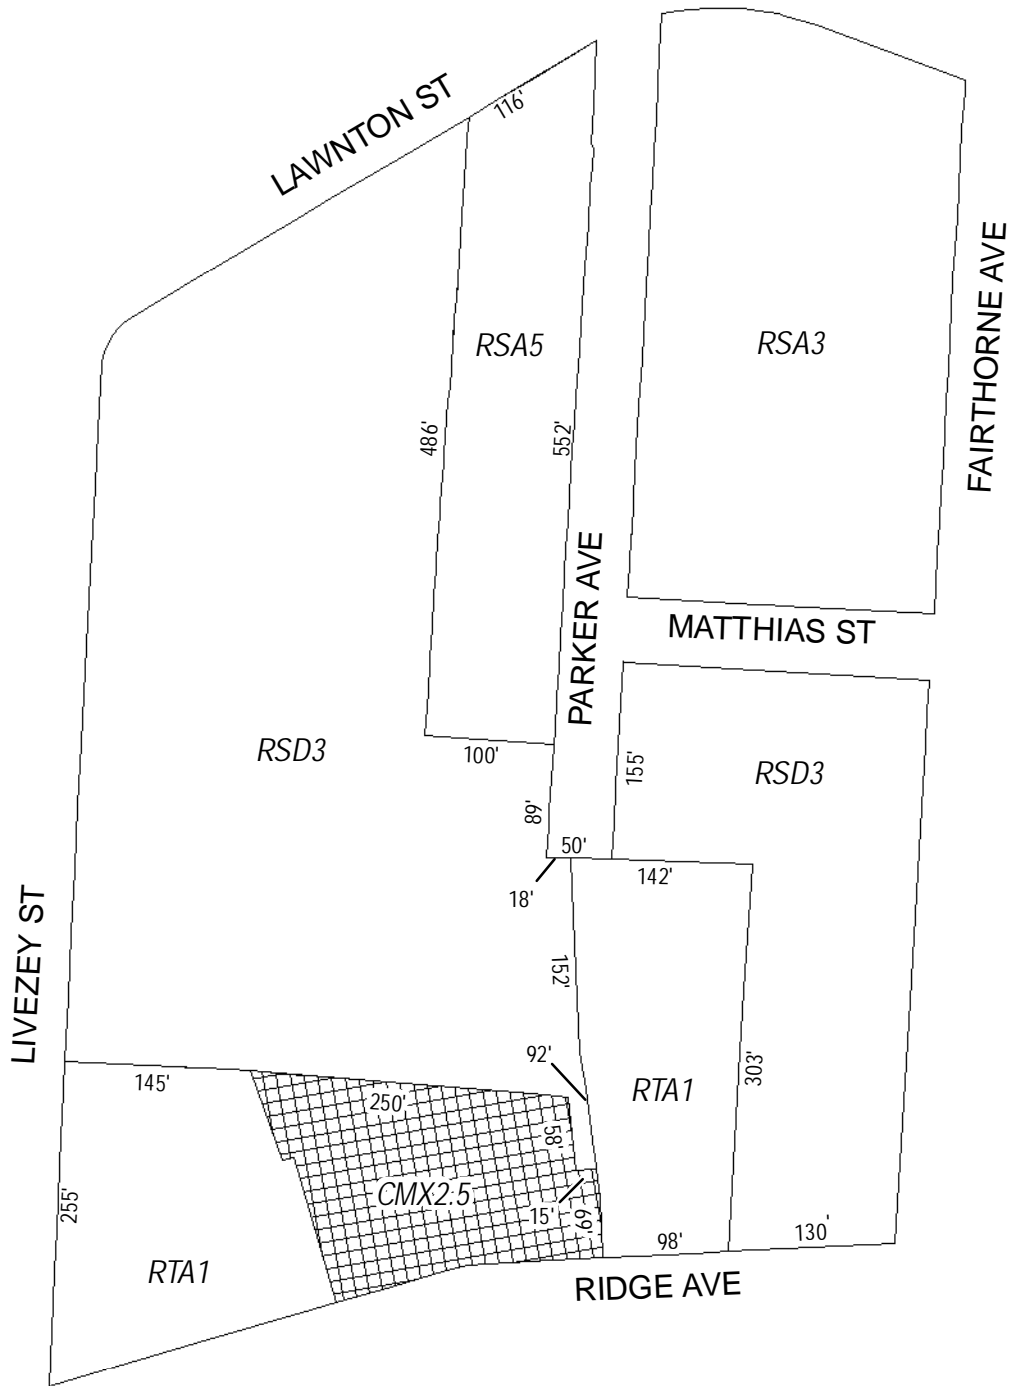 LAWNTON ST
116'
RSA5
RSA3
FAIRTHORNE AVE
486'
552'
PARKER AVE
MATTHIAS ST
RSD3
100'
155'
RSD3
89'
50'
18'
142'
LIVEZEY ST
152'
92'
303'
145'
250'
RTA1
58'
CMX2.5
255'
15'
69'
98'
130'
RTA1
RIDGE AVE